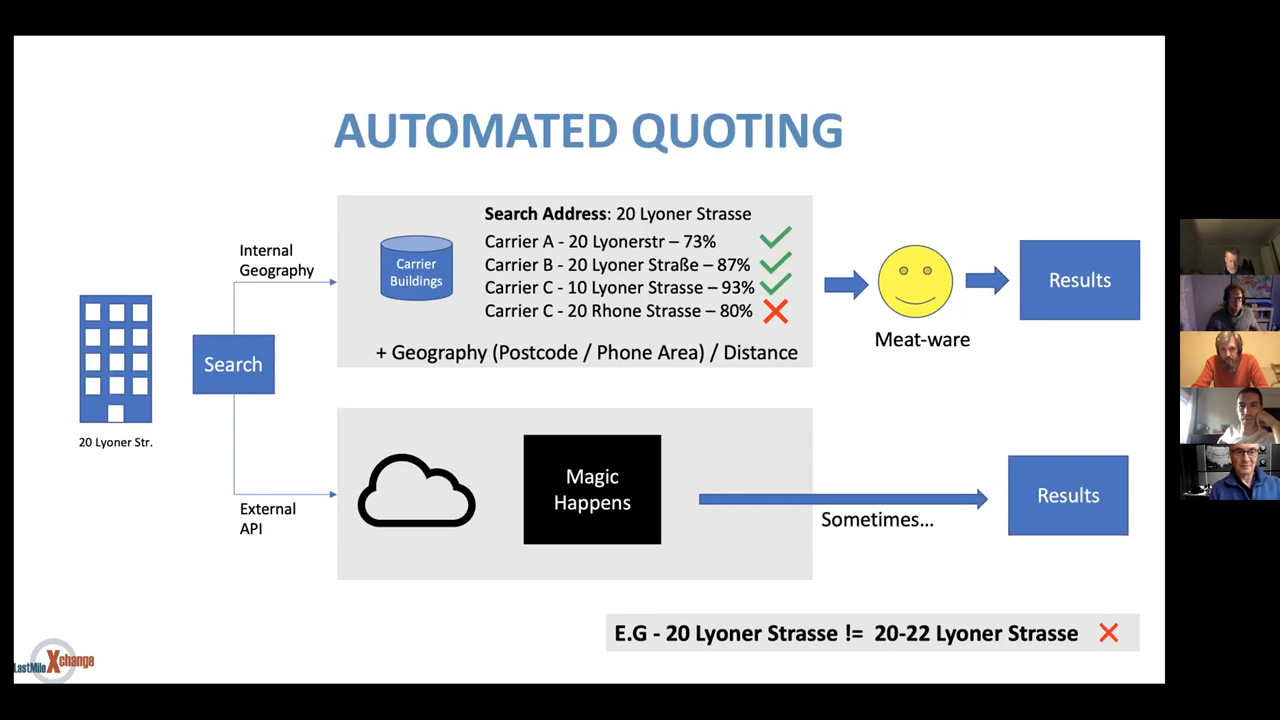 AUTOMATED QUOTING
Search Address: 20 Lyoner Strasse
Carrier A - 20 Lyonerstr – 73%
Carrier B - 20 Lyoner Straße – 87%
Carrier C - 10 Lyoner Strasse – 93%
Carrier C - 20 Rhone Strasse – 80%
+ Geography (Postcode / Phone Area) / Distance
Carrier
Buildings
Internal
Geography
Search
20 Lyoner Str.
External
API
Meat-ware
Results
Magic
Happens
Sometimes...
Results
E.G - 20 Lyoner Strasse != 20-22 Lyoner Strasse
LastMileXchange